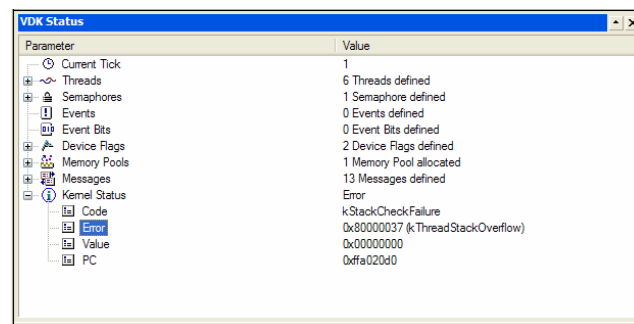 VDK Status
Parameter Value
Current Tick 1
Threads 6 Threads defined
Semaphores 1 Semaphore defined
Events 0 Events defined
Event Bits 0 Event Bits defined
Device Flags 2 Device Flags defined
Memory Pools 1 Memory Pool allocated
Messages 13 Messages defined
Kernel Status Error
Code kStackCheckFailure
Error 0x80000037 (kThreadStackOverflow)
Value 0x00000000
PC 0xffa020d0